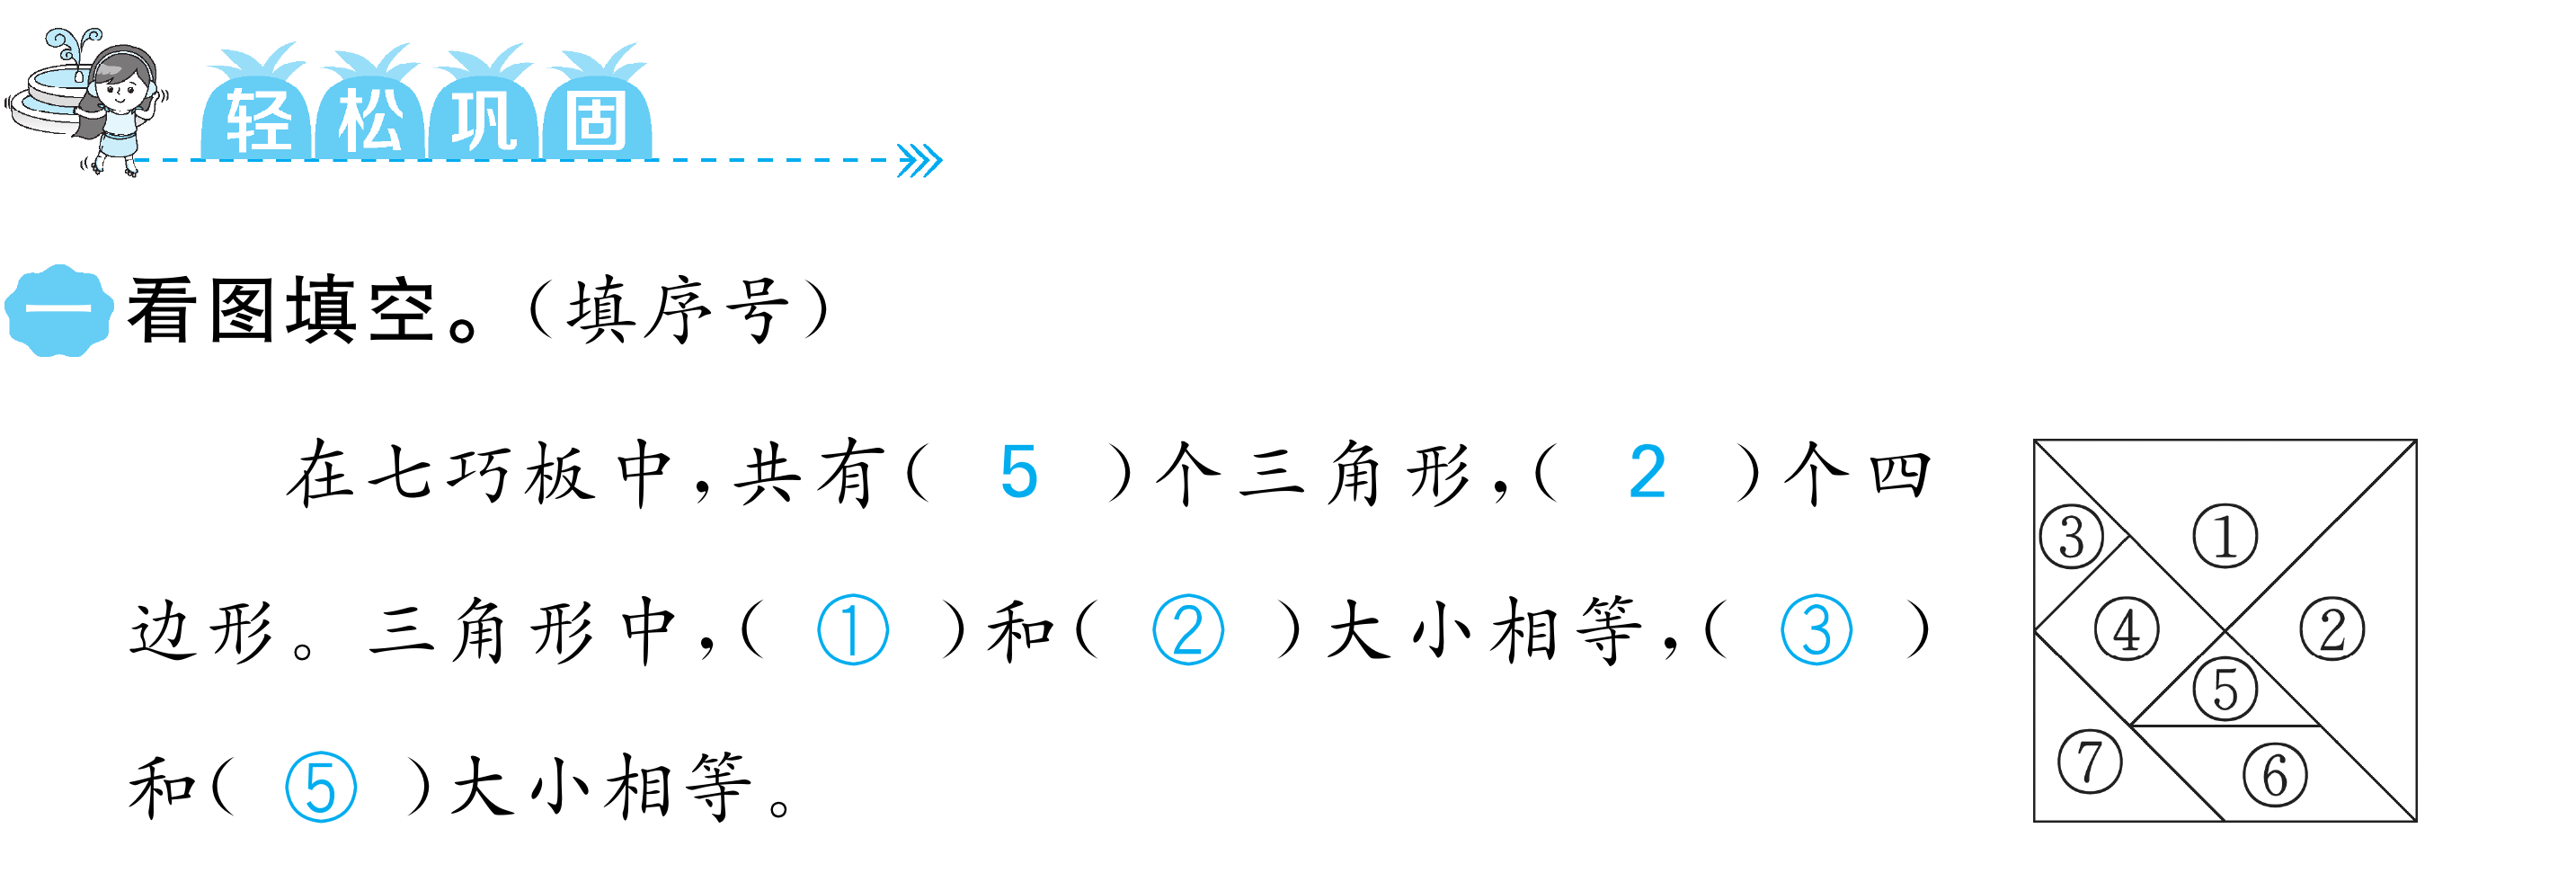 轻松巩固
一 看图填空。（填序号）
在七巧板中，共有（ 5 ）个三角形，（ 2 ）个四
边形。三角形中，（ ① ）和（ ② ）大小相等，（ ③ ）
和（ ⑤ ）大小相等。
①
③
④
②
⑤
⑦
⑥